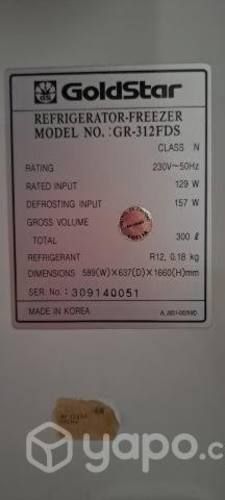 GS GoldStar
REFRIGERATOR-FREEZER
MODEL NO.: GR-312FDS
CLASS N
RATING 230V~50Hz
RATED INPUT 129 W
DEFROSTING INPUT 157 W
GROSS VOLUME
TOTAL 300 ℓ
REFRIGERANT R12, 0.18 kg
DIMENSIONS 589(W)×637(D)×1660(H)mm
SER. No.: 309140051
MADE IN KOREA
yapo.cl